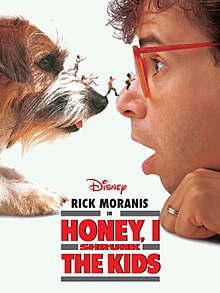 Disney
RICK MORANIS
IN
HONEY, I
SHRUNK
THE KIDS